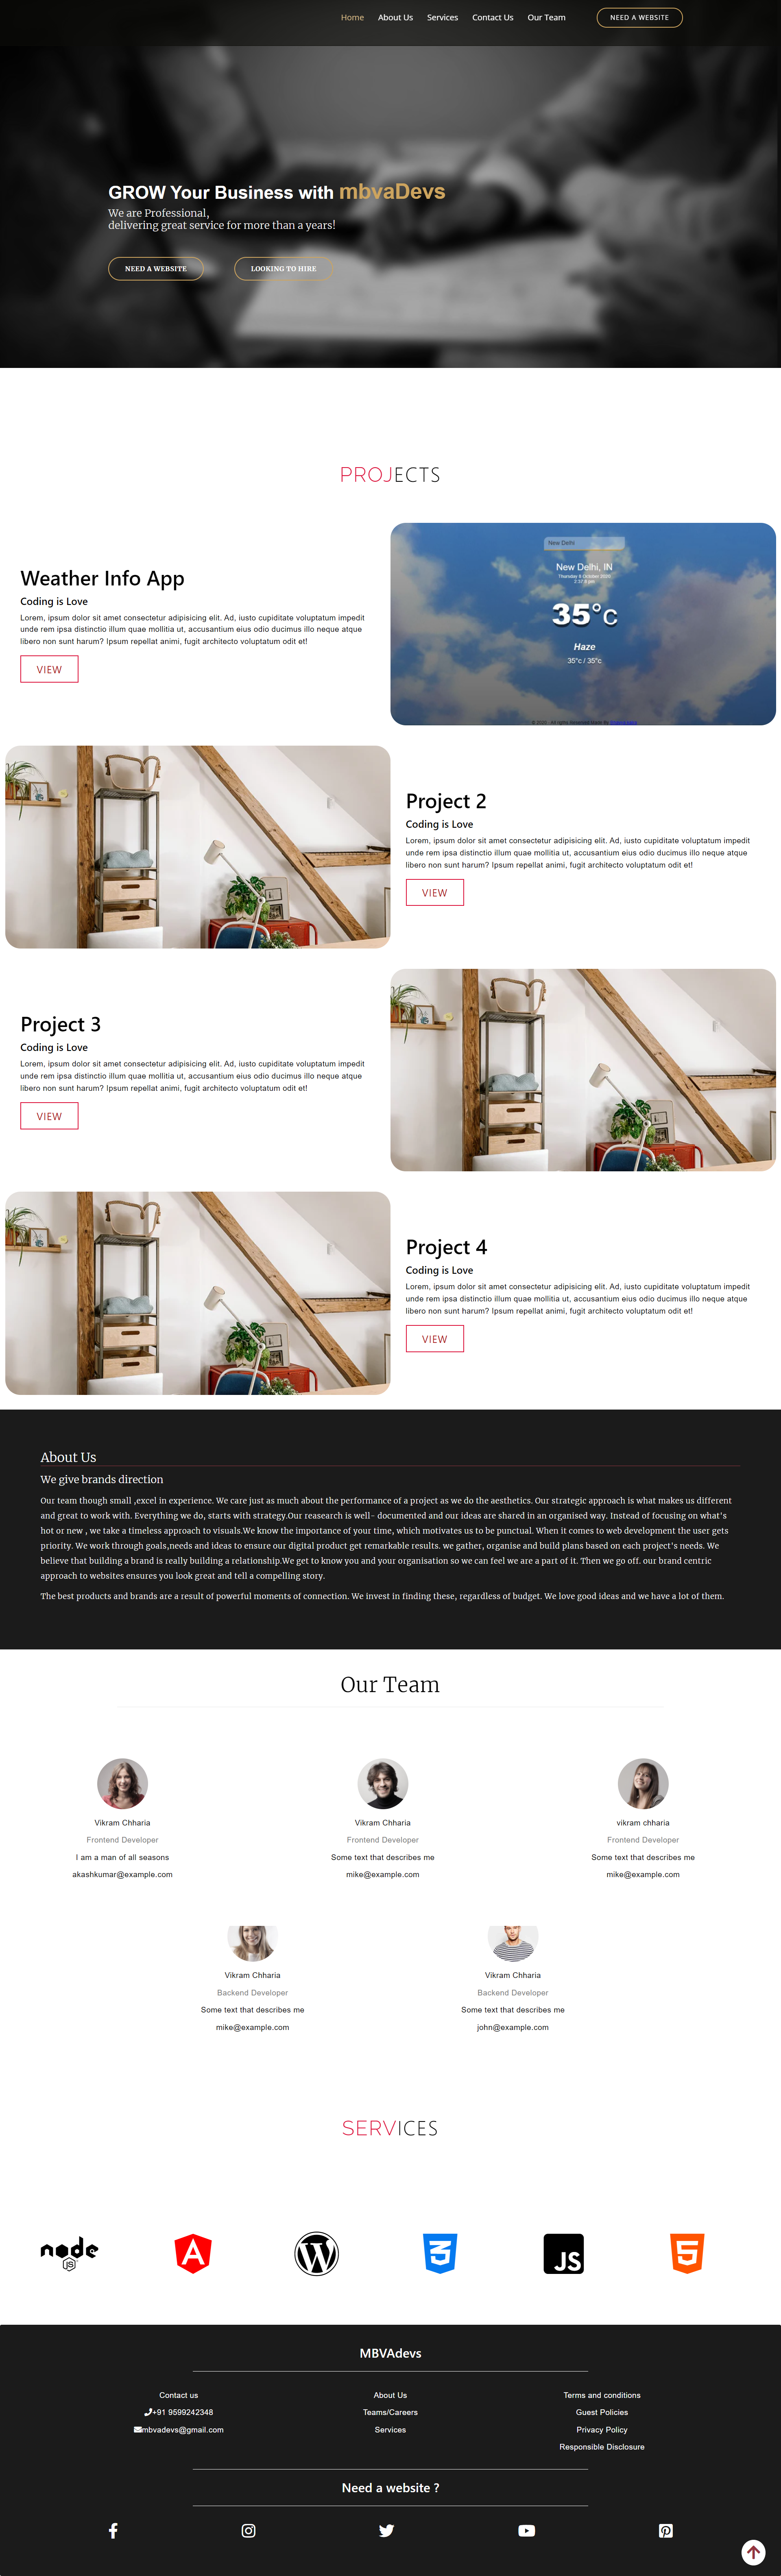 Home About Us Services Contact Us Our Team NEED A WEBSITE
GROW Your Business with mbvaDevs
We are Professional,
delivering great service for more than a years!
NEED A WEBSITE LOOKING TO HIRE
PROJECTS
Weather Info App
Coding is Love
Lorem, ipsum dolor sit amet consectetur adipisicing elit. Ad, iusto cupiditate voluptatum impedit
unde rem ipsa distinctio illum quae mollitia ut, accusantium eius odio ducimus illo neque atque
libero non sunt harum? Ipsum repellat animi, fugit architecto voluptatum odit et!
VIEW
New Delhi
New Delhi, IN
Thursday 8 October 2020
35°c
Haze
35°c / 35°c
Project 2
Coding is Love
Lorem, ipsum dolor sit amet consectetur adipisicing elit. Ad, iusto cupiditate voluptatum impedit
unde rem ipsa distinctio illum quae mollitia ut, accusantium eius odio ducimus illo neque atque
libero non sunt harum? Ipsum repellat animi, fugit architecto voluptatum odit et!
VIEW
Project 3
Coding is Love
Lorem, ipsum dolor sit amet consectetur adipisicing elit. Ad, iusto cupiditate voluptatum impedit
unde rem ipsa distinctio illum quae mollitia ut, accusantium eius odio ducimus illo neque atque
libero non sunt harum? Ipsum repellat animi, fugit architecto voluptatum odit et!
VIEW
Project 4
Coding is Love
Lorem, ipsum dolor sit amet consectetur adipisicing elit. Ad, iusto cupiditate voluptatum impedit
unde rem ipsa distinctio illum quae mollitia ut, accusantium eius odio ducimus illo neque atque
libero non sunt harum? Ipsum repellat animi, fugit architecto voluptatum odit et!
VIEW
About Us
We give brands direction
Our team though small ,excel in experience. We care just as much about the performance of a project as we do the aesthetics. Our strategic approach is what makes us different
and great to work with. Everything we do, starts with strategy.Our reasearch is well- documented and our ideas are shared in an organised way. Instead of focusing on what's
hot or new , we take a timeless approach to visuals.We know the importance of your time, which motivates us to be punctual. When it comes to web development the user gets
priority. We work through goals,needs and ideas to ensure our digital product get remarkable results. we gather, organise and build plans based on each project's needs. We
believe that building a brand is really building a relationship.We get to know you and your organisation so we can feel we are a part of it. Then we go off. our brand centric
approach to websites ensures you look great and tell a compelling story.
The best products and brands are a result of powerful moments of connection. We invest in finding these, regardless of budget. We love good ideas and we have a lot of them.
Our Team
Vikram Chharia Vikram Chharia vikram chharia
Frontend Developer Frontend Developer Frontend Developer
I am a man of all seasons Some text that describes me Some text that describes me
akashkumar@example.com mike@example.com mike@example.com
Vikram Chharia Vikram Chharia
Backend Developer Backend Developer
Some text that describes me Some text that describes me
mike@example.com john@example.com
SERVICES
node JS A W 3 JS 5
MBVAdevs
Contact us About Us Terms and conditions
+91 9599242348 Teams/Careers Guest Policies
mbvadevs@gmail.com Services Privacy Policy
Responsible Disclosure
Need a website ?